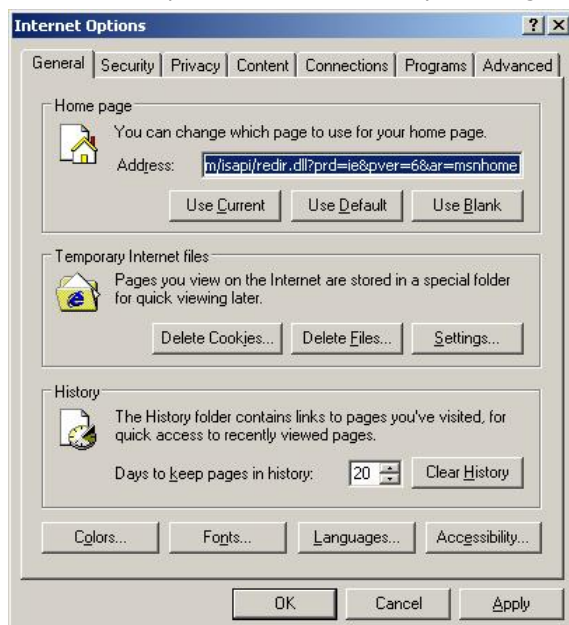 Internet Options
General Security Privacy Content Connections Programs Advanced
Home page
You can change which page to use for your home page.
Address: m/isapi/redir.dll?prd=ie&pver=6&ar=msnhome
Use Current Use Default Use Blank
Temporary Internet files
Pages you view on the Internet are stored in a special folder
for quick viewing later.
Delete Cookies... Delete Files... Settings...
History
The History folder contains links to pages you've visited, for
quick access to recently viewed pages.
Days to keep pages in history: 20 Clear History
Colors... Fonts... Languages... Accessibility...
OK Cancel Apply